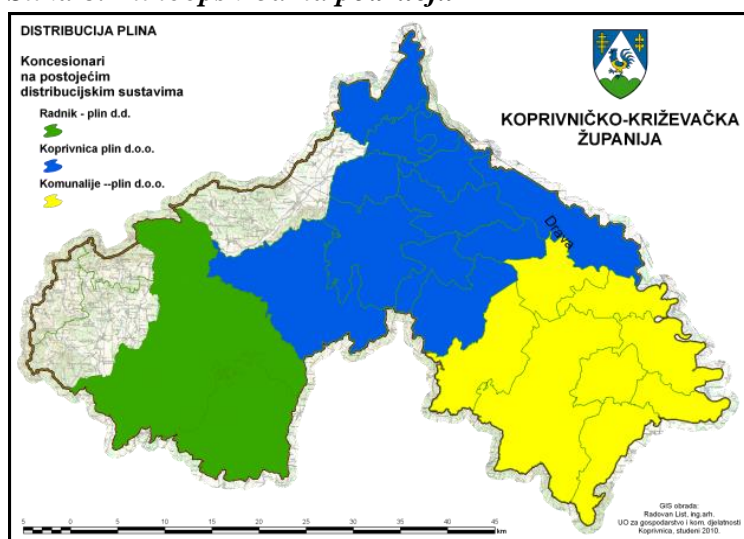 DISTRIBUCIJA PLINA
Koncesionari
na postojećim
distribucijskim sustavima
Radnik - plin d.d.
Koprivnica plin d.o.o.
Komunalije --plin d.o.o.
KOPRIVNIČKO-KRIŽEVAČKA
ŽUPANIJA
Drava
5 0 5 10 15 20 25 30 35 40 45
km
GIS obrada:
Radovan List, ing.arh.
UO za gospodarstvo i kom. djelatnosti
Koprivnica, studeni 2010.